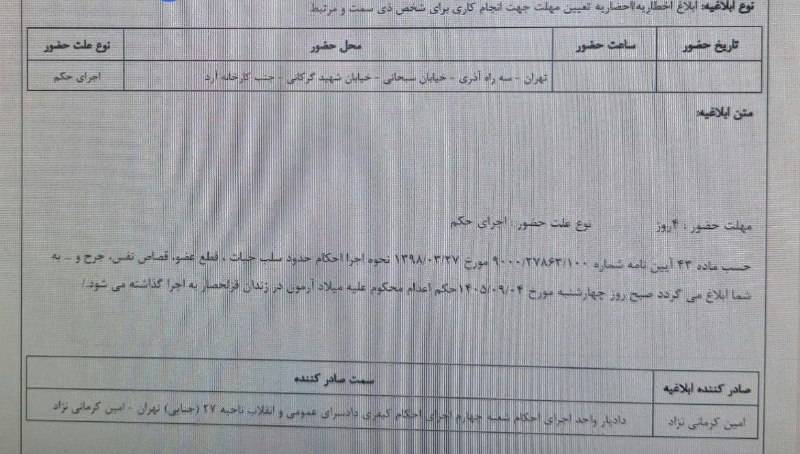 نوع ابلاغیه: ابلاغ اخطاریه/احضاریه تعیین مهلت جهت انجام کاری برای شخص ذی سمت و مرتبط
تاریخ حضور ساعت حضور محل حضور نوع علت حضور
تهران - سه راه آذری - خیابان سبحانی - خیابان شهید گرکانی - جنب کارخانه آرد اجرای حکم
متن ابلاغیه:
مهلت حضور : ۴روز نوع علت حضور : اجرای حکم
حسب ماده ۴۳ آیین نامه شماره ۹۰۰۰/۲۷۸۶۳/۱۰۰ مورخ ۱۳۹۸/۰۳/۲۷ نحوه اجرا احکام حدود سلب حیات ، قطع عضو، قصاص نفس، جرح و ... به
شما ابلاغ می گردد صبح روز چهارشنبه مورخ ۱۴۰۵/۰۹/۰۴حکم اعدام محکوم علیه میلاد آرمون در زندان قزلحصار به اجرا گذاشته می شود./
صادر کننده ابلاغیه سمت صادر کننده
امین کرمانی نژاد دادیار واحد اجرای احکام شعبه چهارم اجرای احکام کیفری دادسرای عمومی و انقلاب ناحیه ۲۷ (جنایی) تهران - امین کرمانی نژاد